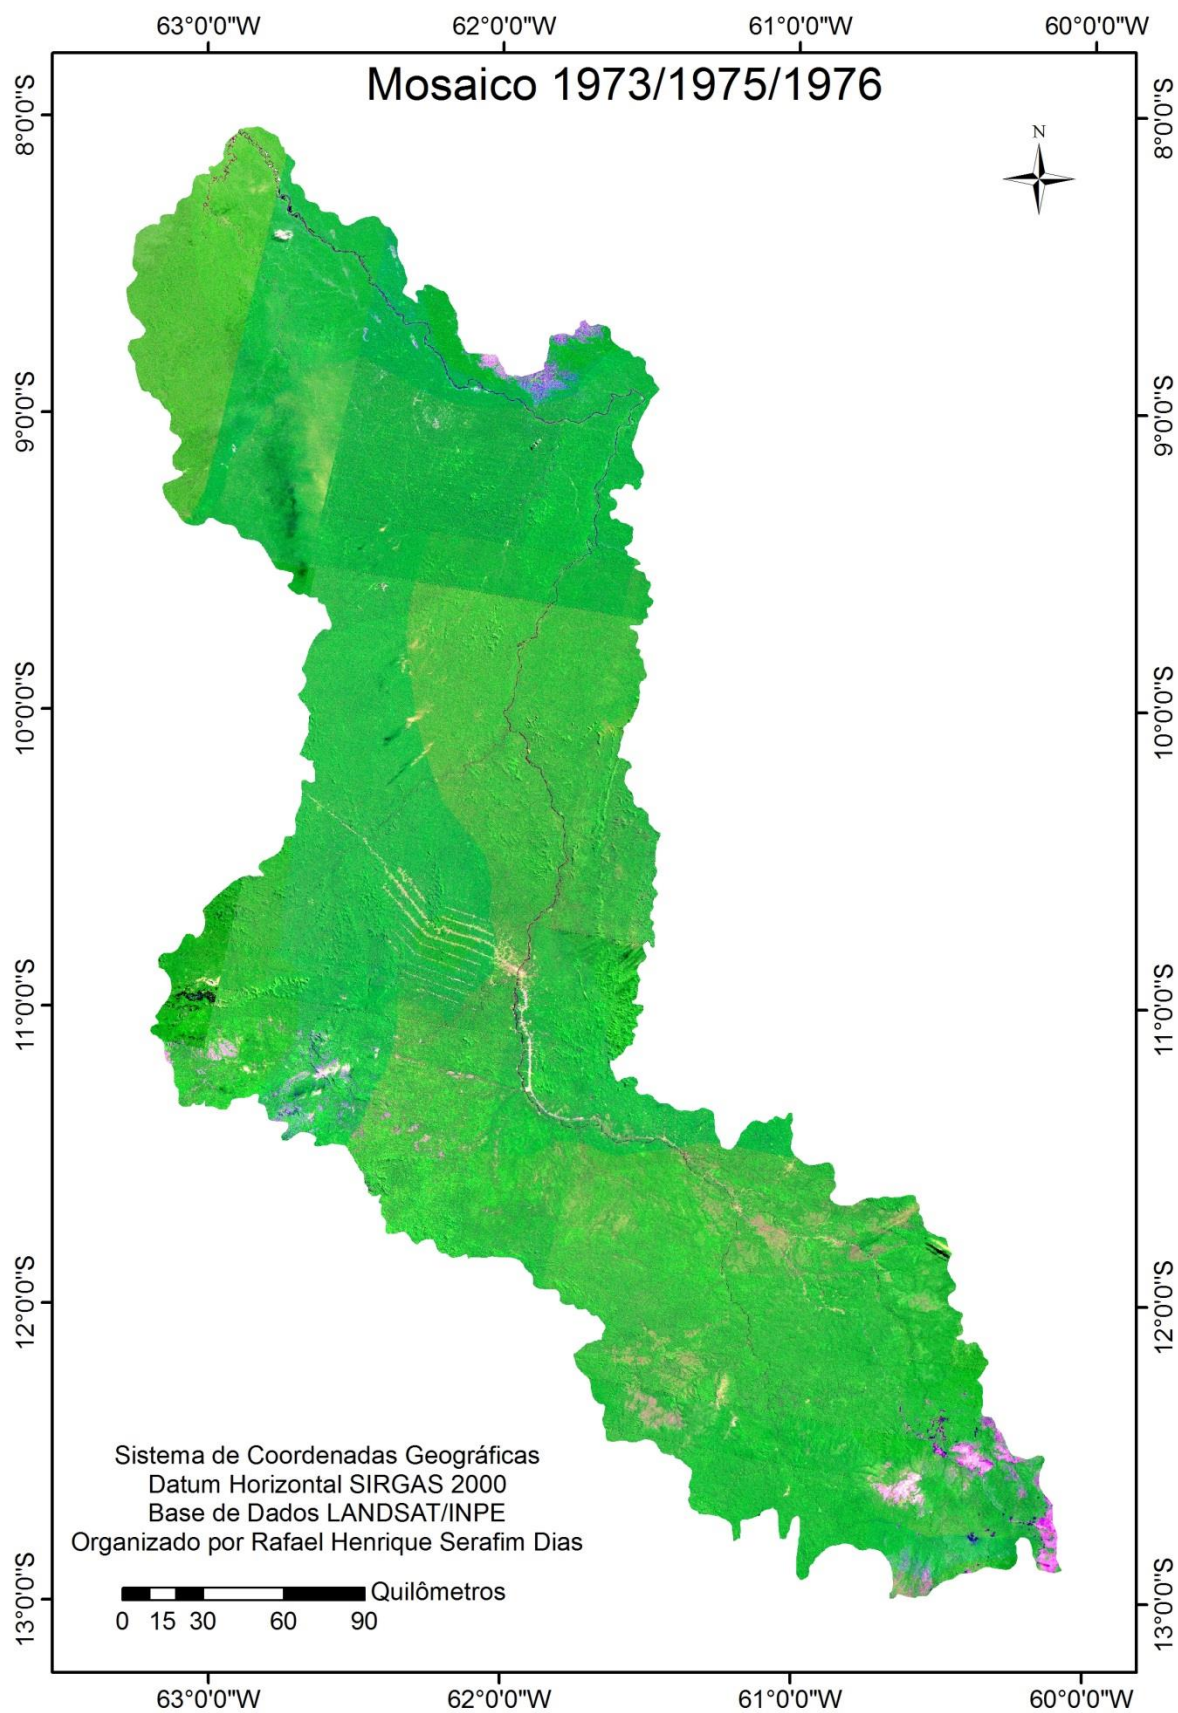 63°0'0"W 62°0'0"W 61°0'0"W 60°0'0"W
Mosaico 1973/1975/1976
N
8°0'0"S 8°0'0"S
9°0'0"S 9°0'0"S
10°0'0"S 10°0'0"S
11°0'0"S 11°0'0"S
12°0'0"S 12°0'0"S
Sistema de Coordenadas Geográficas
Datum Horizontal SIRGAS 2000
Base de Dados LANDSAT/INPE
Organizado por Rafael Henrique Serafim Dias
Quilômetros
0 15 30 60 90
13°0'0"S 13°0'0"S
63°0'0"W 62°0'0"W 61°0'0"W 60°0'0"W